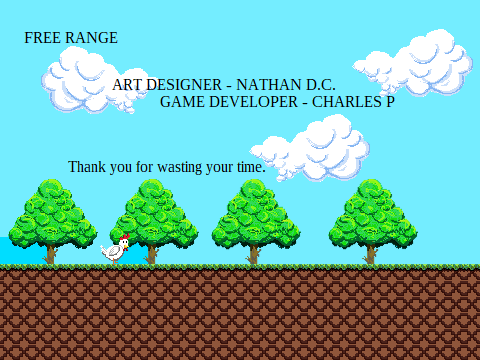 FREE RANGE
ART DESIGNER - NATHAN D.C.
GAME DEVELOPER - CHARLES P
Thank you for wasting your time.